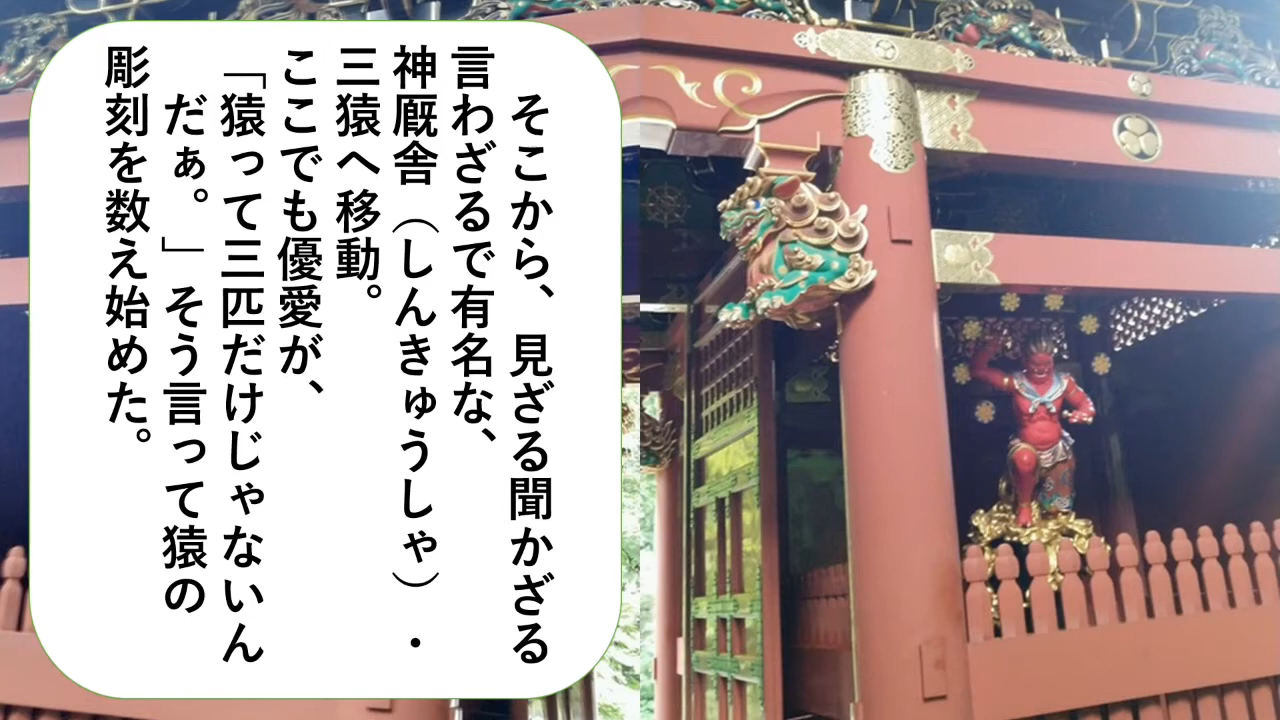 そこから、見ざる聞かざる
言わざるで有名な、
神厩舎（しんきゅうしゃ）・
三猿へ移動。
ここでも優愛が、
「猿って三匹だけじゃないん
だぁ。」そう言って猿の
彫刻を数え始めた。